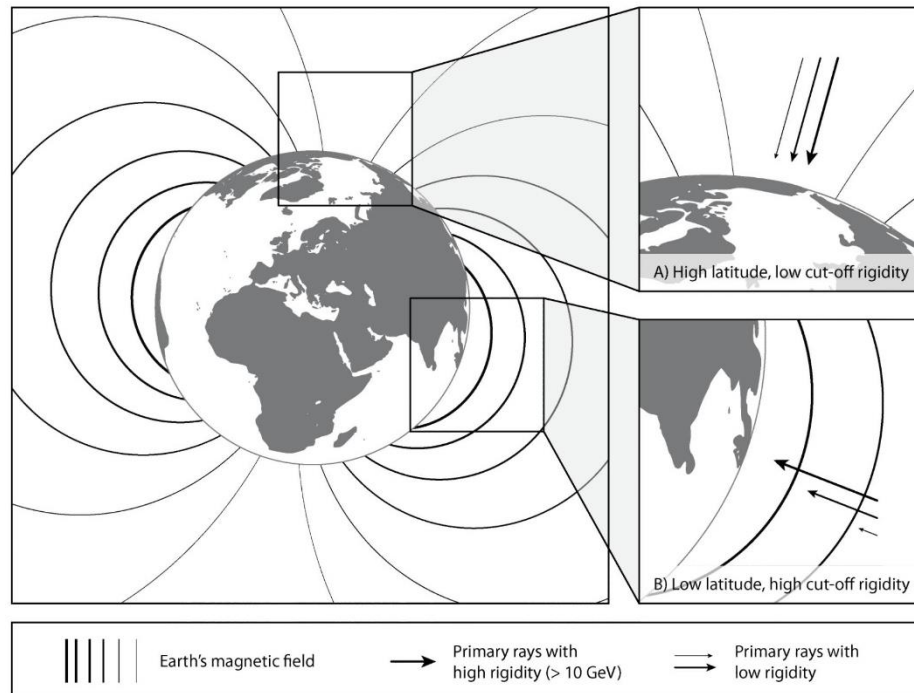 A) High latitude, low cut-off rigidity
B) Low latitude, high cut-off rigidity
Earth's magnetic field
Primary rays with
high rigidity (> 10 GeV)
Primary rays with
low rigidity